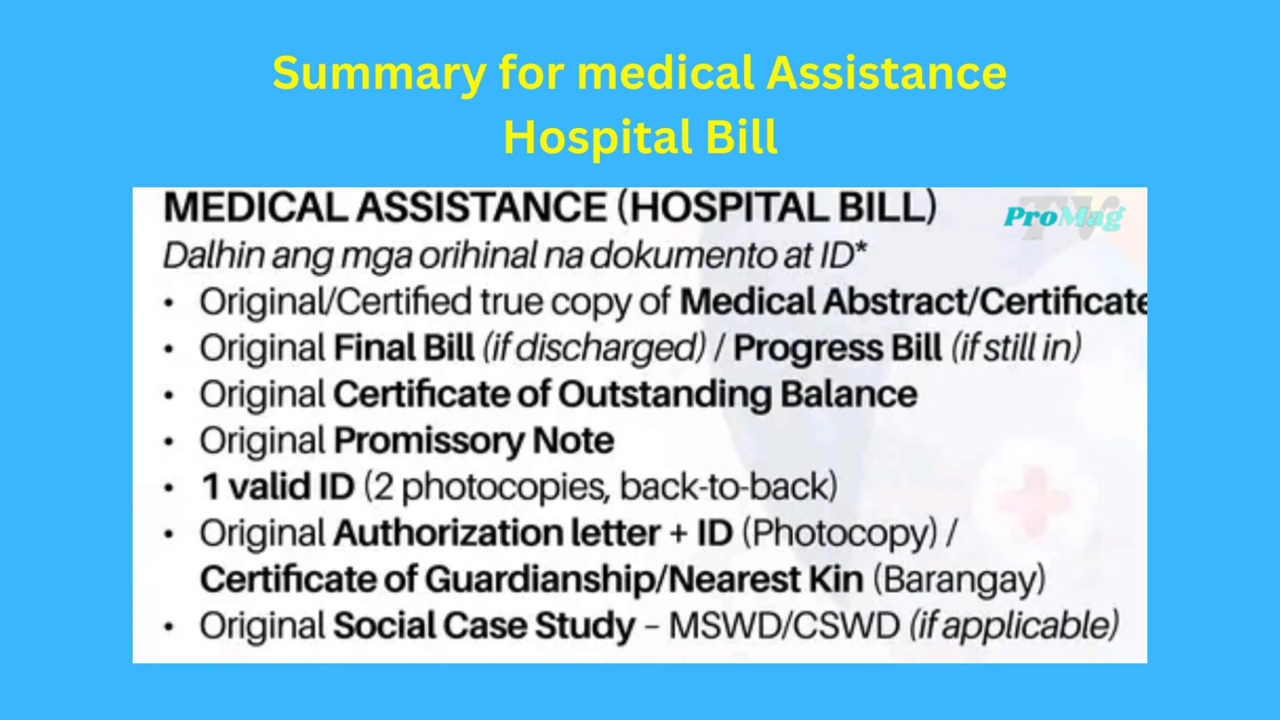 Summary for medical Assistance
Hospital Bill
MEDICAL ASSISTANCE (HOSPITAL BILL)
ProMag
TV
Dalhin ang mga orihinal na dokumento at ID*
• Original/Certified true copy of Medical Abstract/Certificate
• Original Final Bill (if discharged) / Progress Bill (if still in)
• Original Certificate of Outstanding Balance
• Original Promissory Note
• 1 valid ID (2 photocopies, back-to-back)
• Original Authorization letter + ID (Photocopy) /
Certificate of Guardianship/Nearest Kin (Barangay)
• Original Social Case Study – MSWD/CSWD (if applicable)